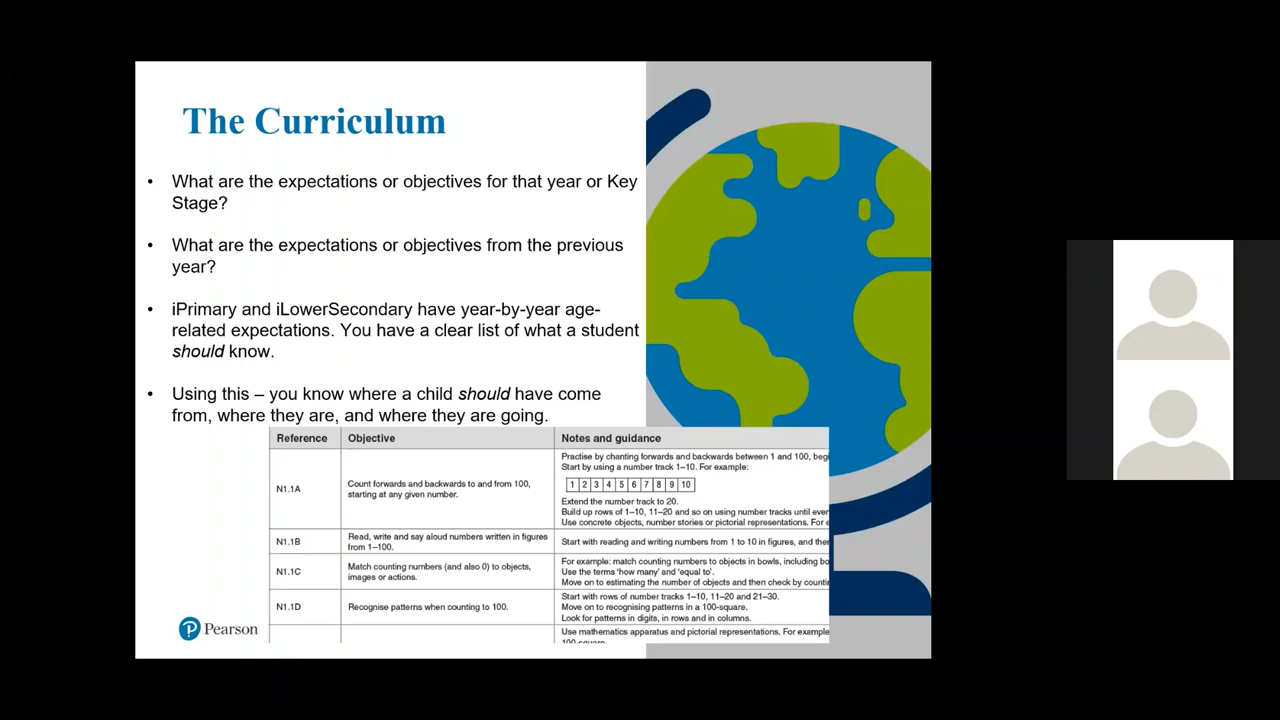 The Curriculum
• What are the expectations or objectives for that year or Key
Stage?
• What are the expectations or objectives from the previous
year?
• iPrimary and iLowerSecondary have year-by-year age-
related expectations. You have a clear list of what a student
should know.
• Using this – you know where a child should have come
from, where they are, and where they are going.
Reference Objective Notes and guidance
N1.1A
Count forwards and backwards to and from 100,
starting at any given number.
Practise by chanting forwards and backwards between 1 and 100, begi
Start by using a number track 1–10. For example:
1 2 3 4 5 6 7 8 9 10
Extend the number track to 20.
Build up rows of 1–10, 11–20 and so on using number tracks until even
Use concrete objects, number stories or pictorial representations. For e
N1.1B
Read, write and say aloud numbers written in figures
from 1–100.
Start with reading and writing numbers from 1 to 10 in figures, and then
N1.1C
Match counting numbers (and also 0) to objects,
images or actions.
For example: match counting numbers to objects in bowls, including bo
Use the terms 'how many' and 'equal to'.
Move on to estimating the number of objects and then check by counti
N1.1D
Recognise patterns when counting to 100.
Start with rows of number tracks 1–10, 11–20 and 21–30.
Move on to recognising patterns in a 100-square.
Look for patterns in digits, in rows and in columns.
Use mathematics apparatus and pictorial representations. For example
100-square
Pearson